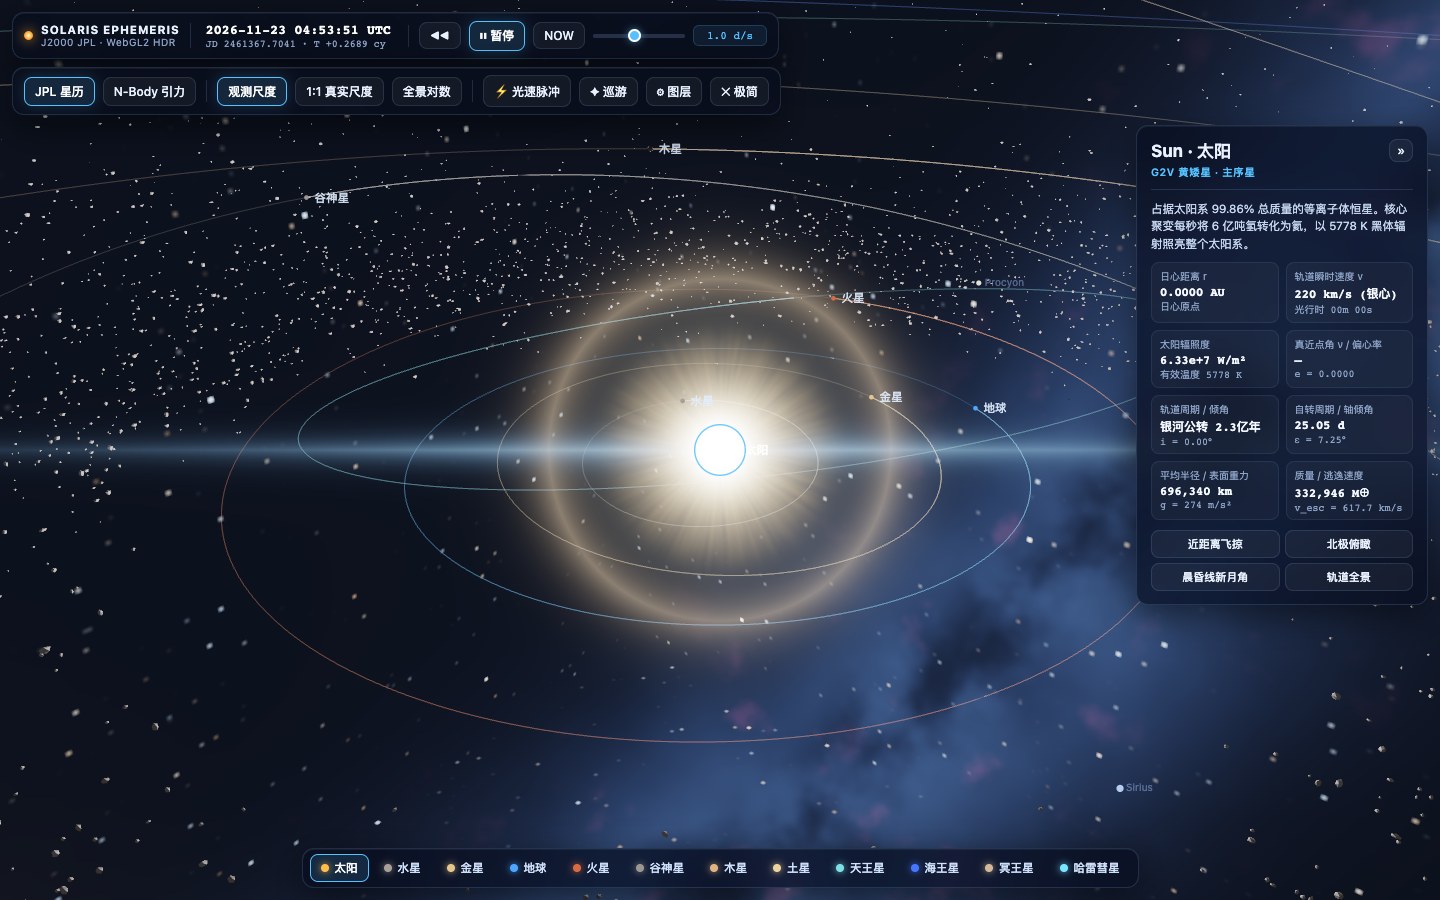 SOLARIS EPHEMERIS
J2000 JPL · WebGL2 HDR
2026-11-23 04:53:51 UTC
JD 2461367.7041 · T +0.2689 cy
◀◀
⏸ 暂停
NOW
1.0 d/s
JPL 星历
N-Body 引力
观测尺度
1:1 真实尺度
全景对数
⚡ 光速脉冲
✦ 巡游
⚙ 图层
✕ 极简
木星
谷神星
Procyon
火星
水星
金星
地球
太阳
Sirius
Sun · 太阳
»
G2V 黄矮星 · 主序星
占据太阳系 99.86% 总质量的等离子体恒星。核心
聚变每秒将 6 亿吨氢转化为氦，以 5778 K 黑体辐
射照亮整个太阳系。
日心距离 r
0.0000 AU
日心原点
轨道瞬时速度 v
220 km/s (银心)
光行时 00m 00s
太阳辐照度
6.33e+7 W/m²
有效温度 5778 K
真近点角 ν / 偏心率
—
e = 0.0000
轨道周期 / 倾角
银河公转 2.3亿年
i = 0.00°
自转周期 / 轴倾角
25.05 d
ε = 7.25°
平均半径 / 表面重力
696,340 km
g = 274 m/s²
质量 / 逃逸速度
332,946 M⊕
v_esc = 617.7 km/s
近距离飞掠
北极俯瞰
晨昏线新月角
轨道全景
太阳
水星
金星
地球
火星
谷神星
木星
土星
天王星
海王星
冥王星
哈雷彗星